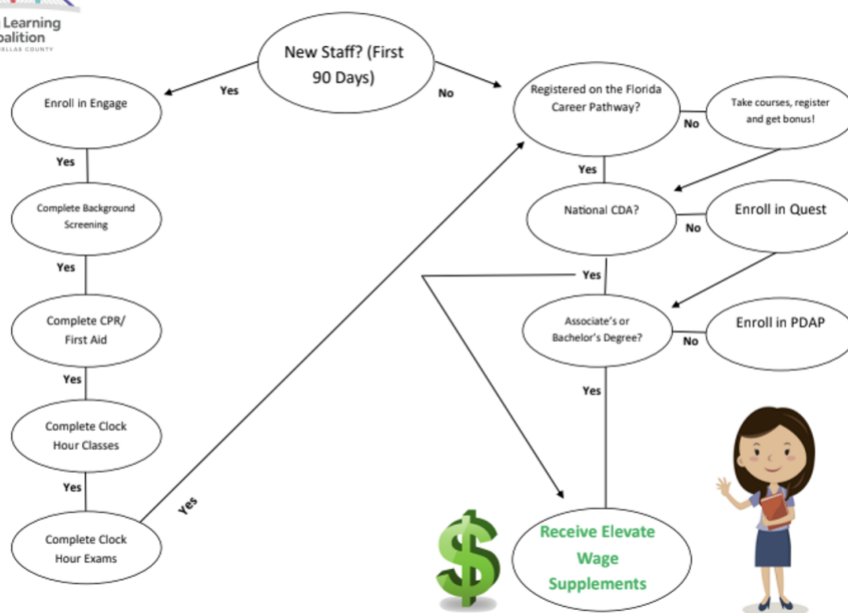 Learning
ELLAS COUNTY
New Staff? (First
90 Days)
Yes
No
Enroll in Engage
Yes
Complete Background
Screening
Yes
Complete CPR/
First Aid
Yes
Complete Clock
Hour Classes
Yes
Complete Clock
Hour Exams
Yes
Registered on the Florida
Career Pathway?
No
Take courses, register
and get bonus!
Yes
National CDA?
No
Enroll in Quest
Yes
Associate's or
Bachelor's Degree?
No
Enroll in PDAP
Yes
Receive Elevate
Wage
Supplements
$